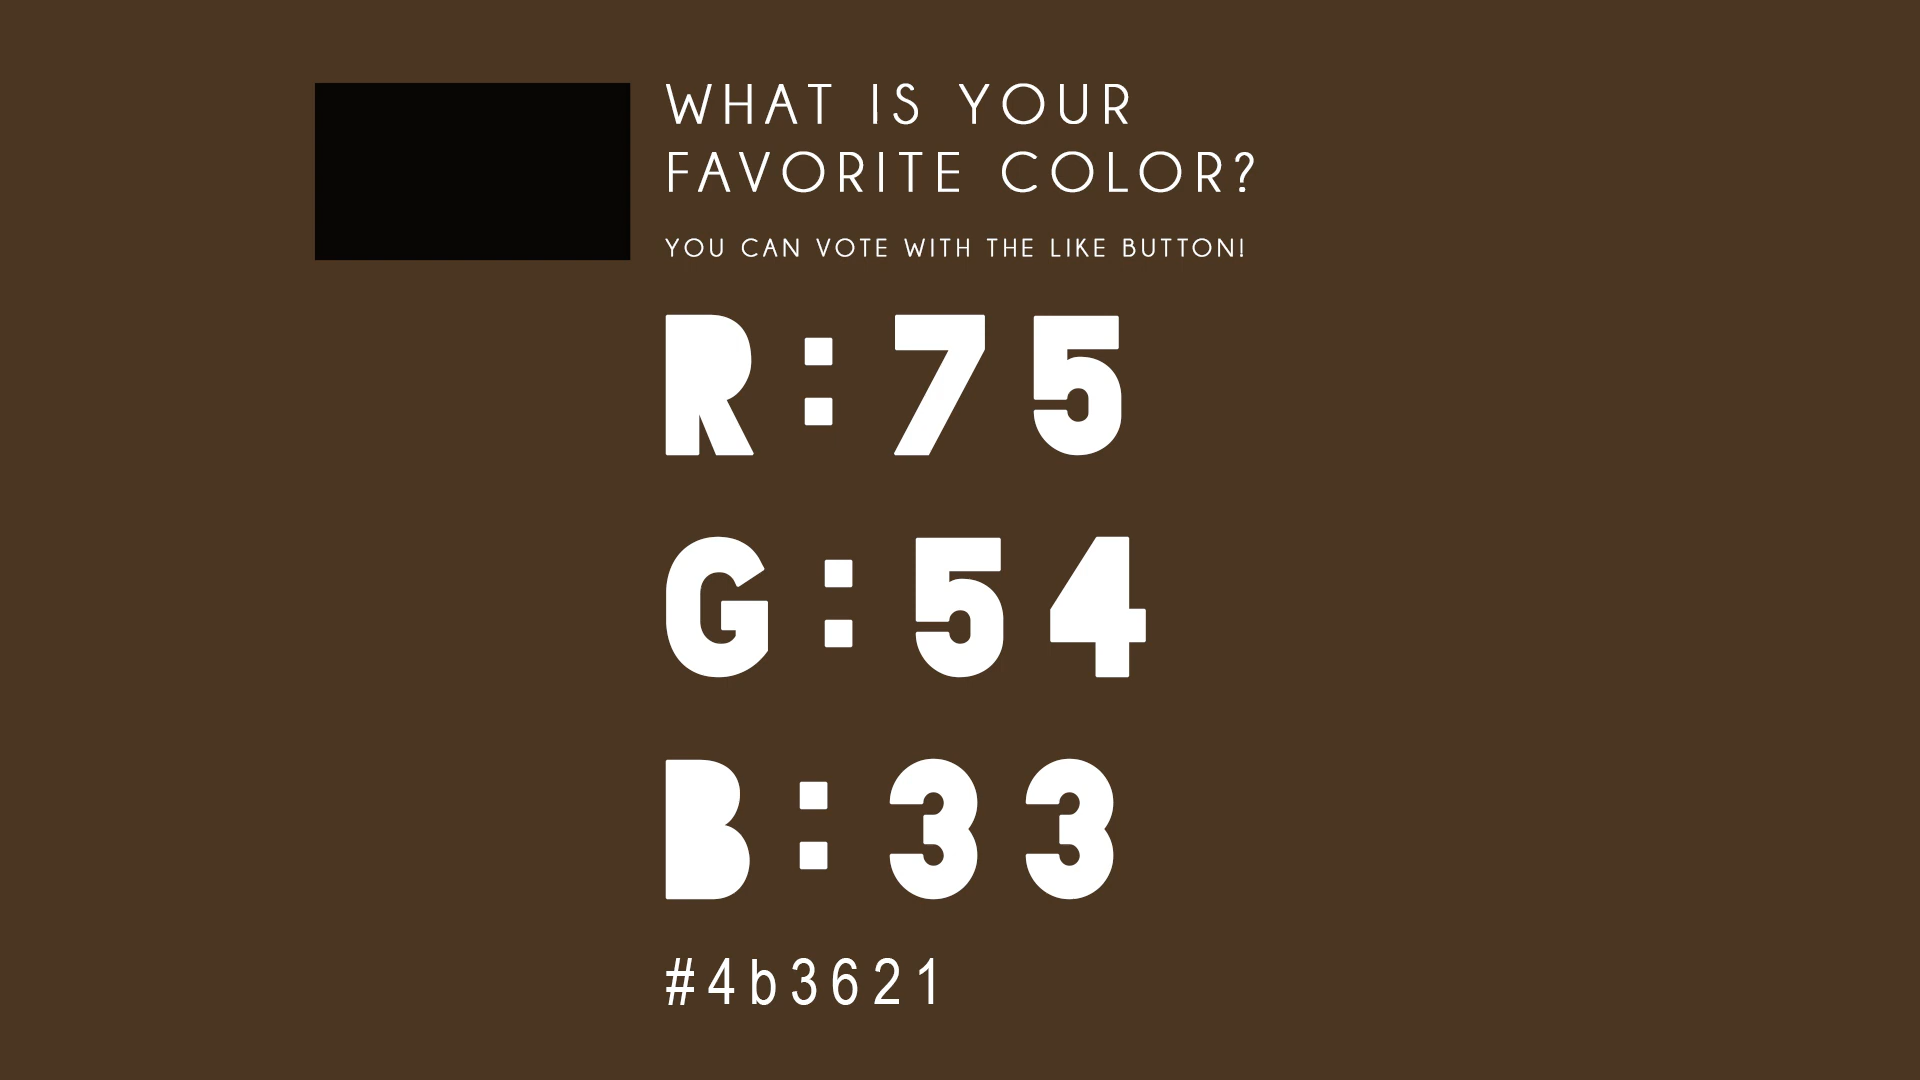 WHAT IS YOUR
FAVORITE COLOR?
YOU CAN VOTE WITH THE LIKE BUTTON!
R:75
G:54
B:33
#4b3621